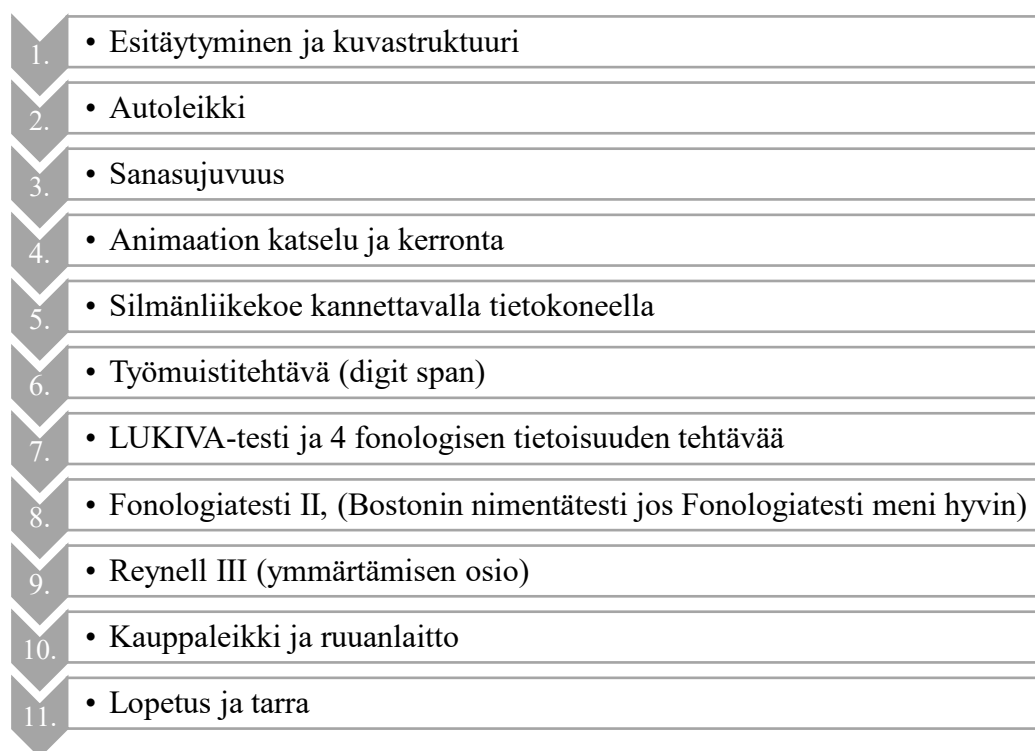 1. • Esitäytyminen ja kuvastruktuuri
2. • Autoleikki
3. • Sanasujuvuus
4. • Animaation katselu ja kerronta
5. • Silmänliikekoe kannettavalla tietokoneella
6. • Työmuistitehtävä (digit span)
7. • LUKIVA-testi ja 4 fonologisen tietoisuuden tehtävää
8. • Fonologiatesti II, (Bostonin nimentätesti jos Fonologiatesti meni hyvin)
9. • Reynell III (ymmärtämisen osio)
10. • Kauppaleikki ja ruuanlaitto
11. • Lopetus ja tarra